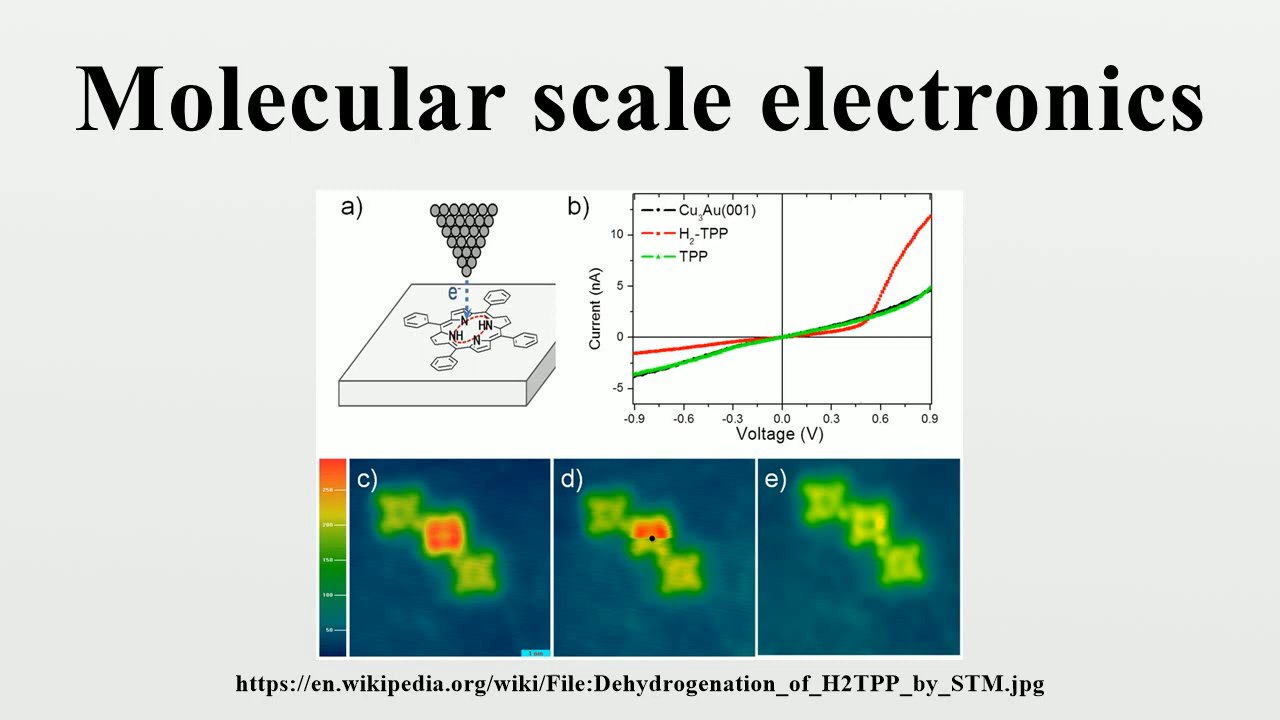 Molecular scale electronics
a)
e-
N
HN
NH
N
b)
Cu3Au(001)
H2-TPP
TPP
Current (nA)
10
5
0
-5
-0.9 -0.6 -0.3 0.0 0.3 0.6 0.9
Voltage (V)
c)
d)
e)
250
200
150
100
50
1 nm
https://en.wikipedia.org/wiki/File:Dehydrogenation_of_H2TPP_by_STM.jpg